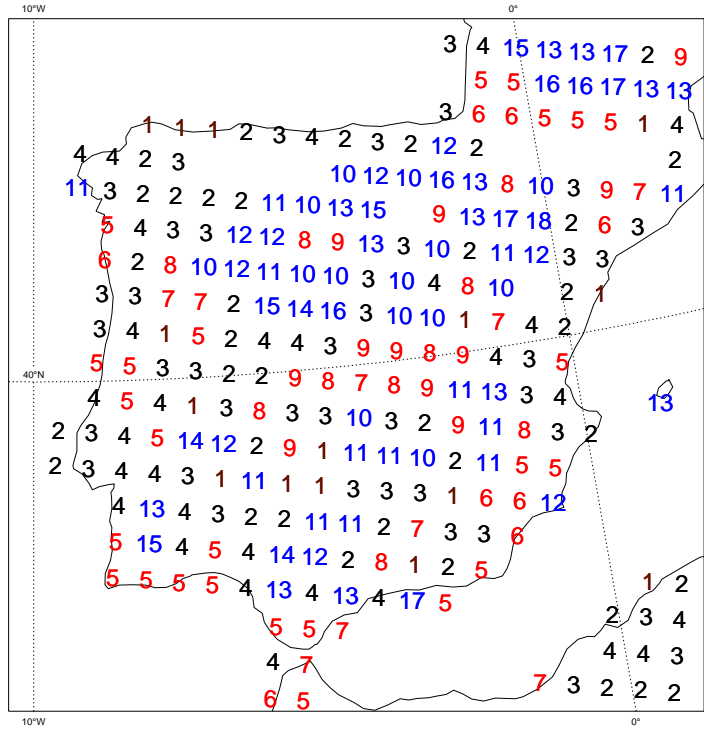 10°W 0°
3 4 15 13 13 17 2 9
5 5 16 16 17 13 13
3 6 6 5 5 5 1 4
1 1 1 2 3 4 2 3 2 12 2
4 4 2 3 2
10 12 10 16 13 8 10 3 9 7 11
11 3 2 2 2 2 11 10 13 15 9 13 17 18 2 6 3
5 4 3 3 12 12 8 9 13 3 10 2 11 12 3 3
6 2 8 10 12 11 10 10 3 10 4 8 10 2 1
3 3 7 7 2 15 14 16 3 10 10 1 7 4 2
3 4 1 5 2 4 4 3 9 9 8 9 4 3 5
40°N
5 5 3 3 2 2 9 8 7 8 9 11 13 3 4 13
4 5 4 1 3 8 3 3 10 3 2 9 11 8 3 2
2 3 4 5 14 12 2 9 1 11 11 10 2 11 5 5
2 3 4 4 3 1 11 1 1 3 3 3 1 6 6 12
4 13 4 3 2 2 11 11 2 7 3 3 6
5 15 4 5 4 14 12 2 8 1 2 5
5 5 5 5 4 13 4 13 4 17 5 1 2
5 5 7 2 3 4
4 7 4 4 3
6 5 7 3 2 2 2
10°W 0°